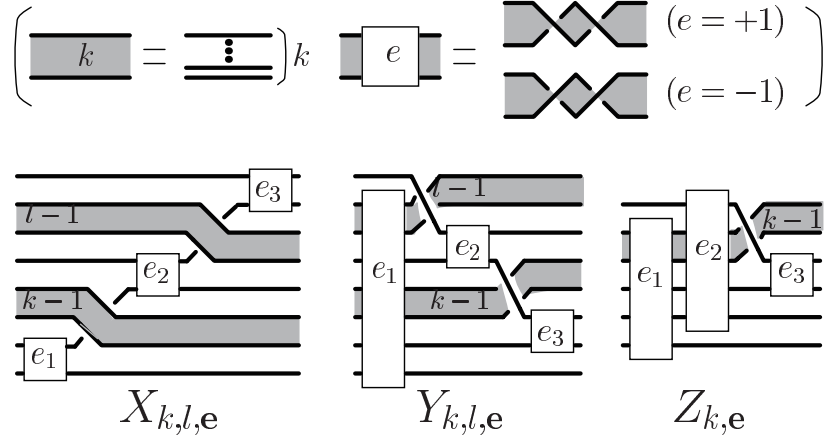 k = k e = (e = +1)
(e = −1)
l − 1 e₃ l − 1 k − 1
e₂ e₁ e₂ e₁ e₂ e₃
k − 1 k − 1
e₁ e₃
X_{k,l,e} Y_{k,l,e} Z_{k,e}